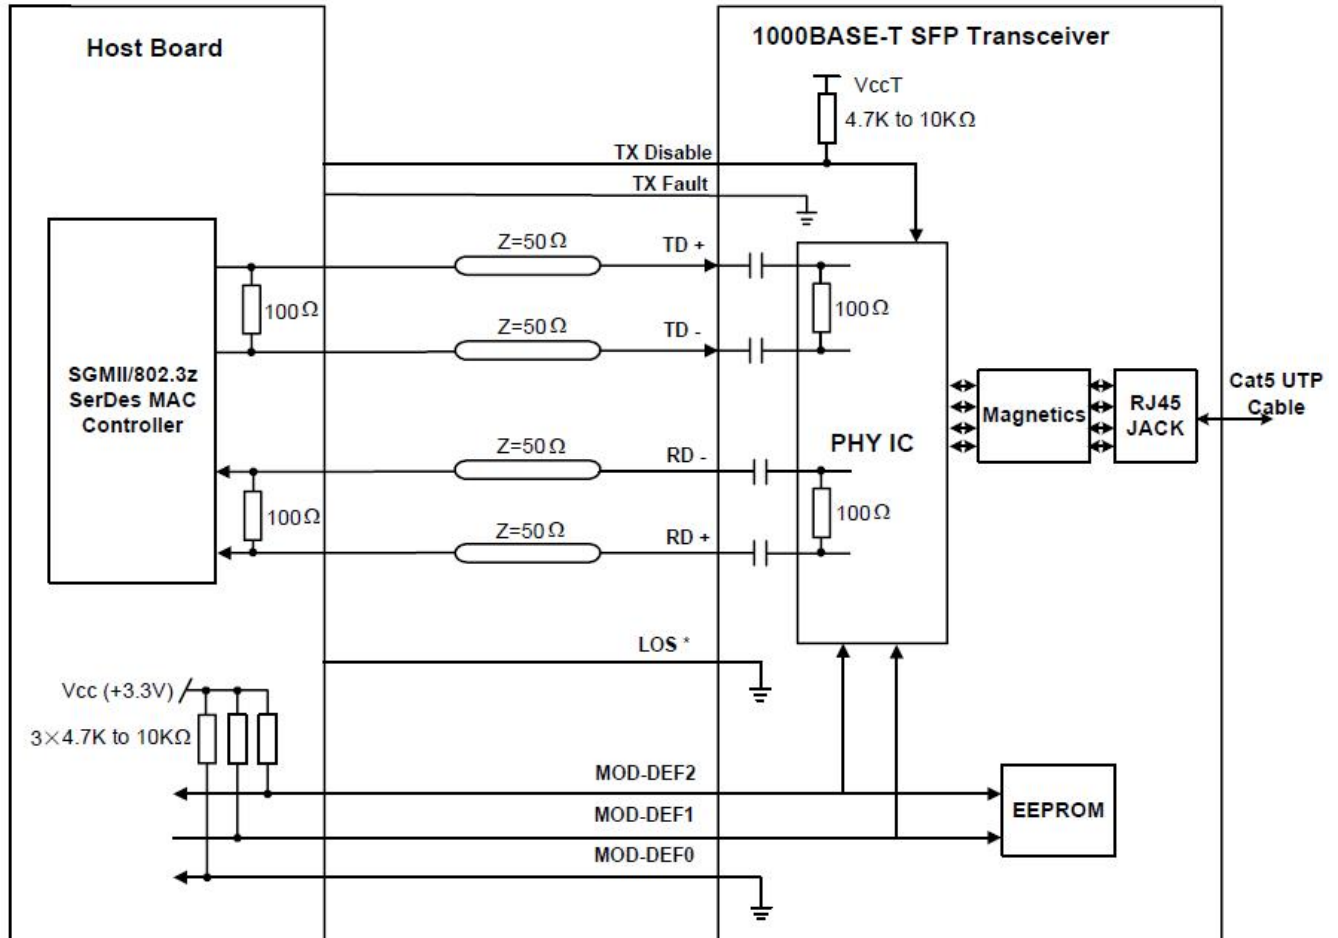 Host Board
1000BASE-T SFP Transceiver
VccT
4.7K to 10KΩ
TX Disable
TX Fault
Z=50Ω
TD +
100Ω
100Ω
Z=50Ω
TD -
SGMII/802.3z
SerDes MAC
Controller
Cat5 UTP
Cable
Magnetics
RJ45
JACK
PHY IC
Z=50Ω
RD -
100Ω
100Ω
Z=50Ω
RD +
LOS *
Vcc (+3.3V)
3×4.7K to 10KΩ
MOD-DEF2
MOD-DEF1
MOD-DEF0
EEPROM